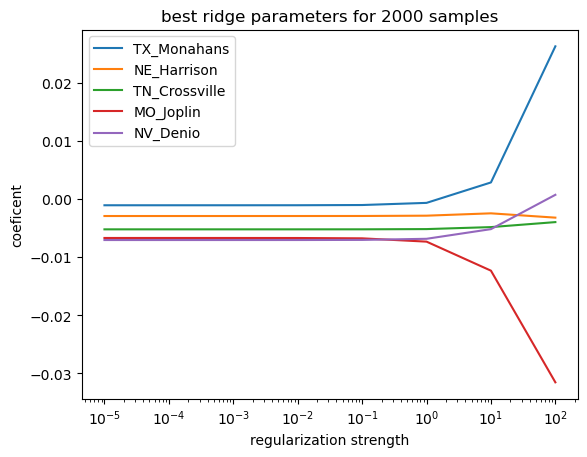 best ridge parameters for 2000 samples
TX_Monahans
NE_Harrison
TN_Crossville
MO_Joplin
NV_Denio
coeficent
0.02
0.01
0.00
−0.01
−0.02
−0.03
10⁻⁵
10⁻⁴
10⁻³
10⁻²
10⁻¹
10⁰
10¹
10²
regularization strength